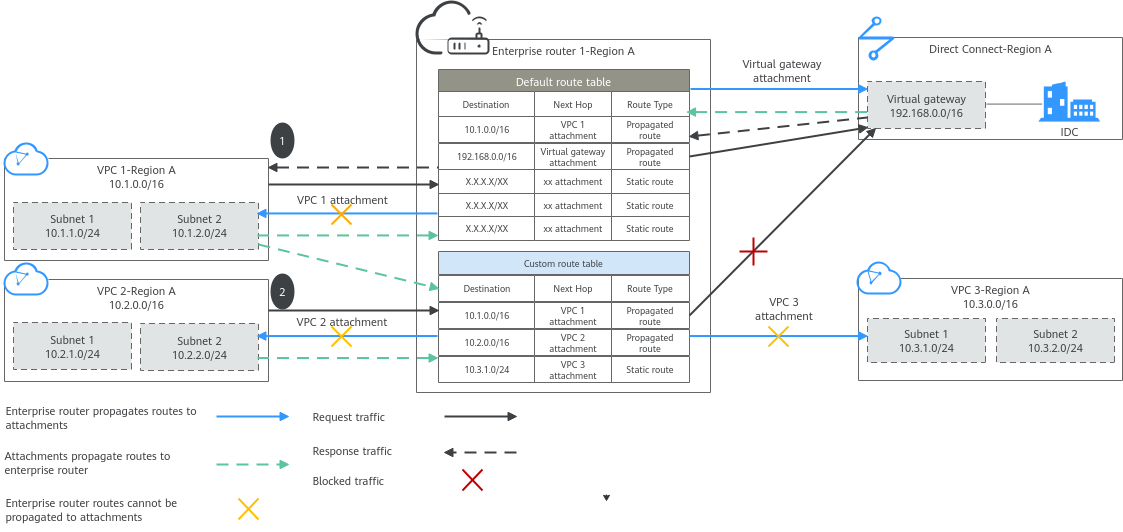 Enterprise router 1-Region A
Default route table
Destination Next Hop Route Type
10.1.0.0/16 VPC 1 attachment Propagated route
192.168.0.0/16 Virtual gateway attachment Propagated route
X.X.X.X/XX xx attachment Static route
X.X.X.X/XX xx attachment Static route
X.X.X.X/XX xx attachment Static route
Custom route table
Destination Next Hop Route Type
10.1.0.0/16 VPC 1 attachment Propagated route
10.2.0.0/16 VPC 2 attachment Propagated route
10.3.1.0/24 VPC 3 attachment Static route
Virtual gateway
attachment
Direct Connect-Region A
Virtual gateway
192.168.0.0/16
IDC
1
VPC 1-Region A
10.1.0.0/16
Subnet 1
10.1.1.0/24
Subnet 2
10.1.2.0/24
VPC 1 attachment
2
VPC 2-Region A
10.2.0.0/16
Subnet 1
10.2.1.0/24
Subnet 2
10.2.2.0/24
VPC 2 attachment
VPC 3
attachment
VPC 3-Region A
10.3.0.0/16
Subnet 1
10.3.1.0/24
Subnet 2
10.3.2.0/24
Enterprise router propagates routes to
attachments
Attachments propagate routes to
enterprise router
Enterprise router routes cannot be
propagated to attachments
Request traffic
Response traffic
Blocked traffic